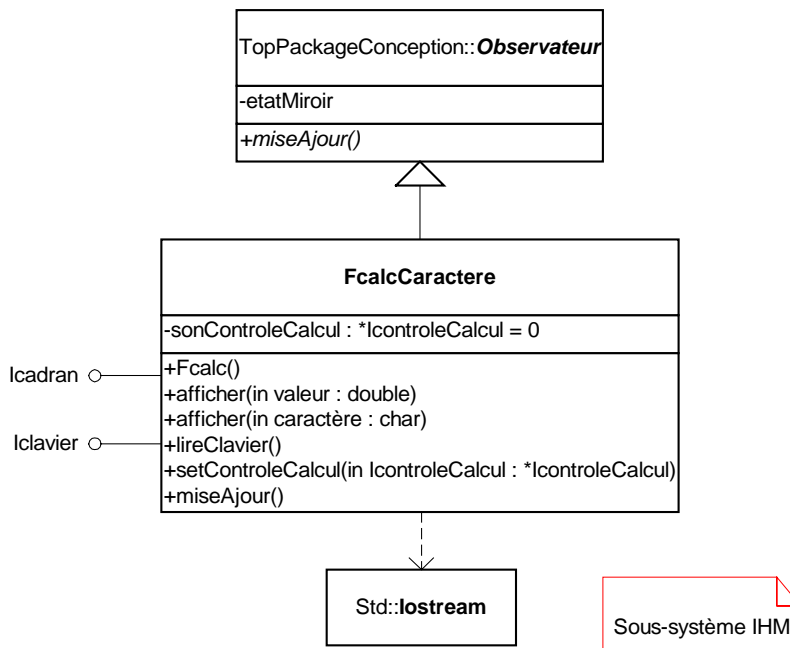 TopPackageConception::Observateur
-etatMiroir
+miseAjour()
FcalcCaractere
-sonControleCalcul : *IcontroleCalcul = 0
Icadran
+Fcalc()
+afficher(in valeur : double)
+afficher(in caractère : char)
Iclavier
+lireClavier()
+setControleCalcul(in IcontroleCalcul : *IcontroleCalcul)
+miseAjour()
Std::Iostream
Sous-système IHM